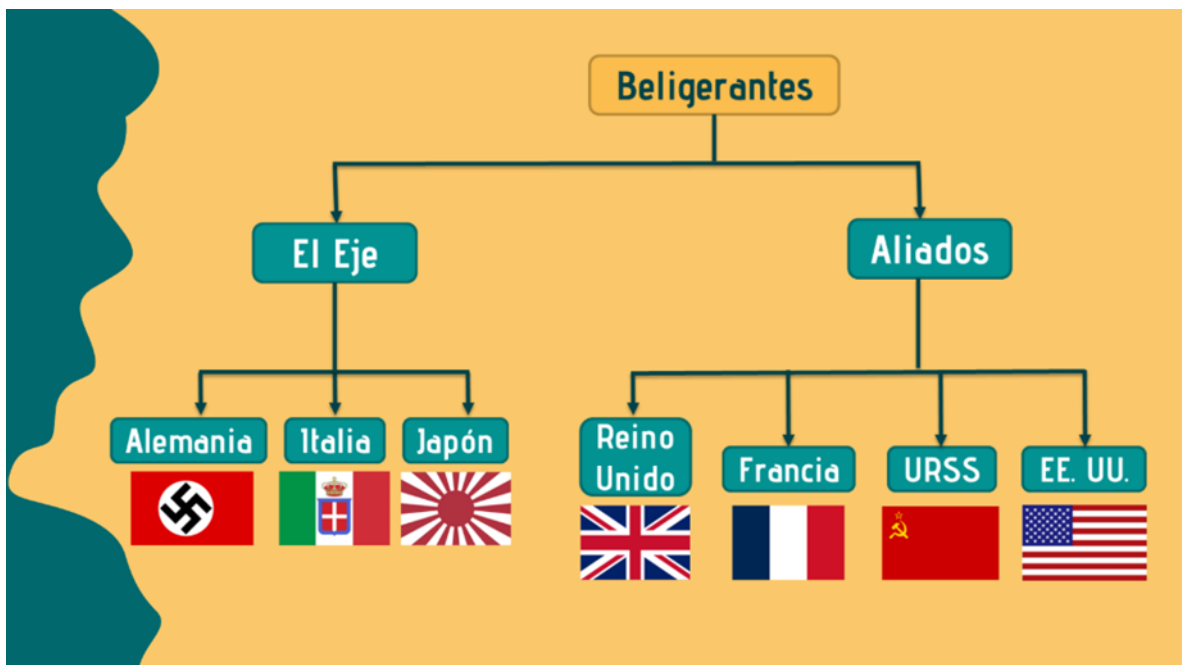 Beligerantes
El Eje
Aliados
Alemania
Italia
Japón
Reino
Unido
Francia
URSS
EE. UU.